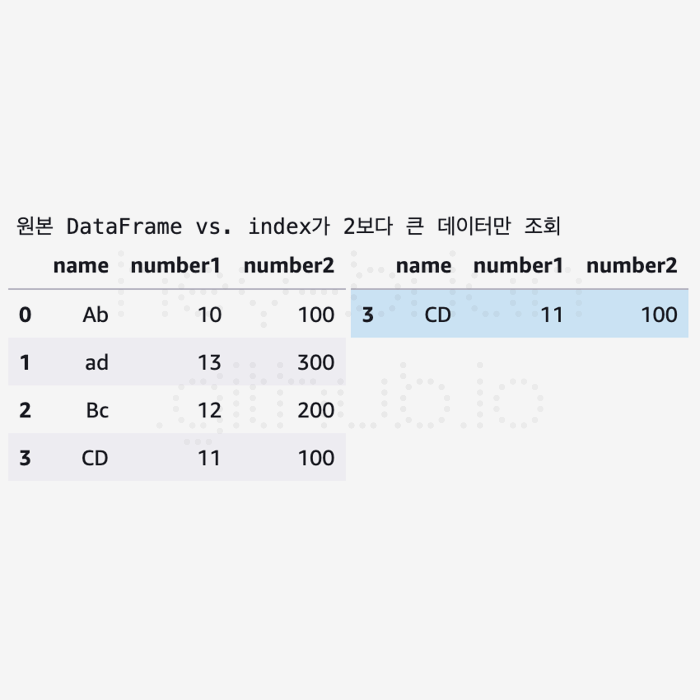 원본 DataFrame vs. index가 2보다 큰 데이터만 조회
name number1 number2 name number1 number2
0 Ab 10 100 3 CD 11 100
1 ad 13 300
2 Bc 12 200
3 CD 11 100
github.io